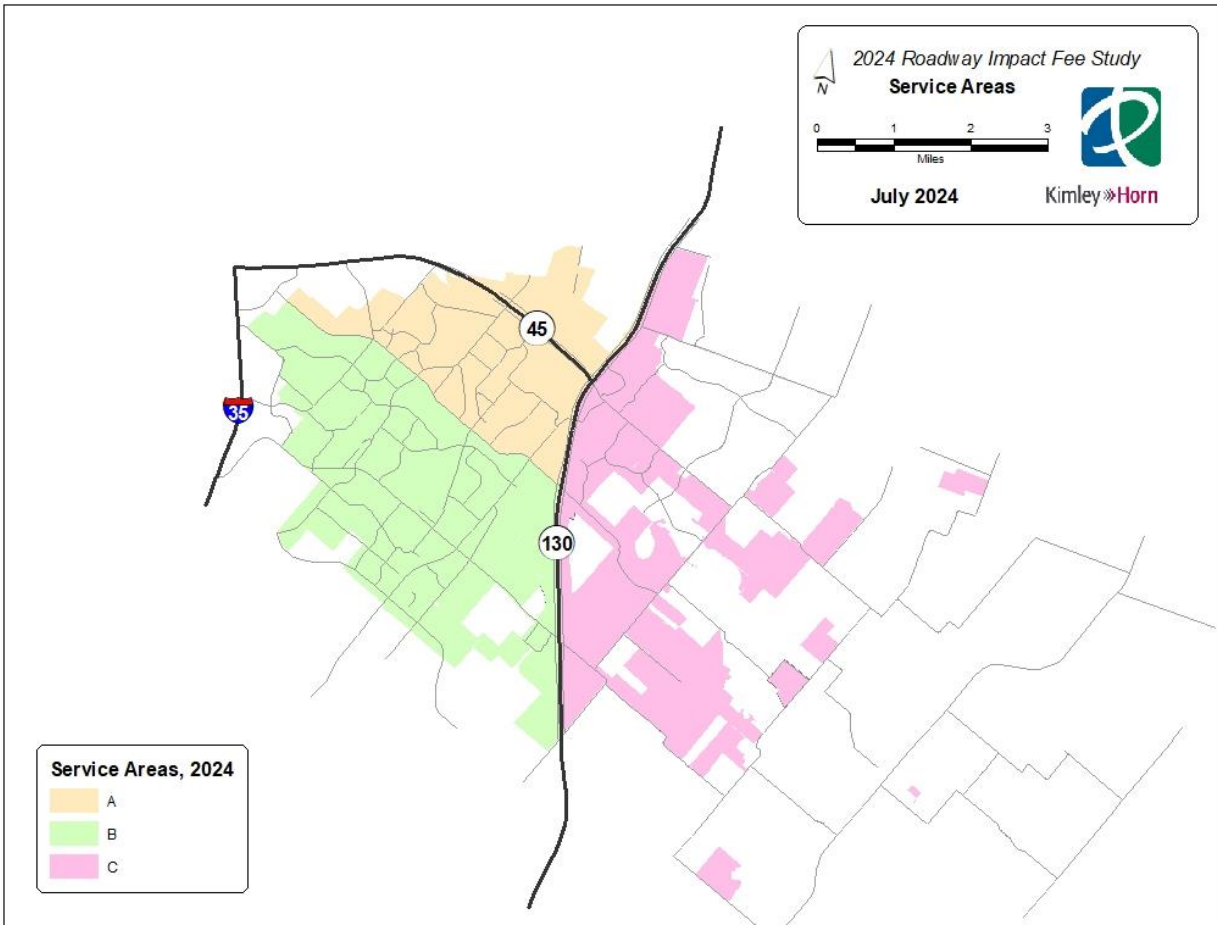 2024 Roadway Impact Fee Study
N
Service Areas
0 1 2 3
Miles
July 2024
Kimley»Horn
45
35
130
Service Areas, 2024
A
B
C